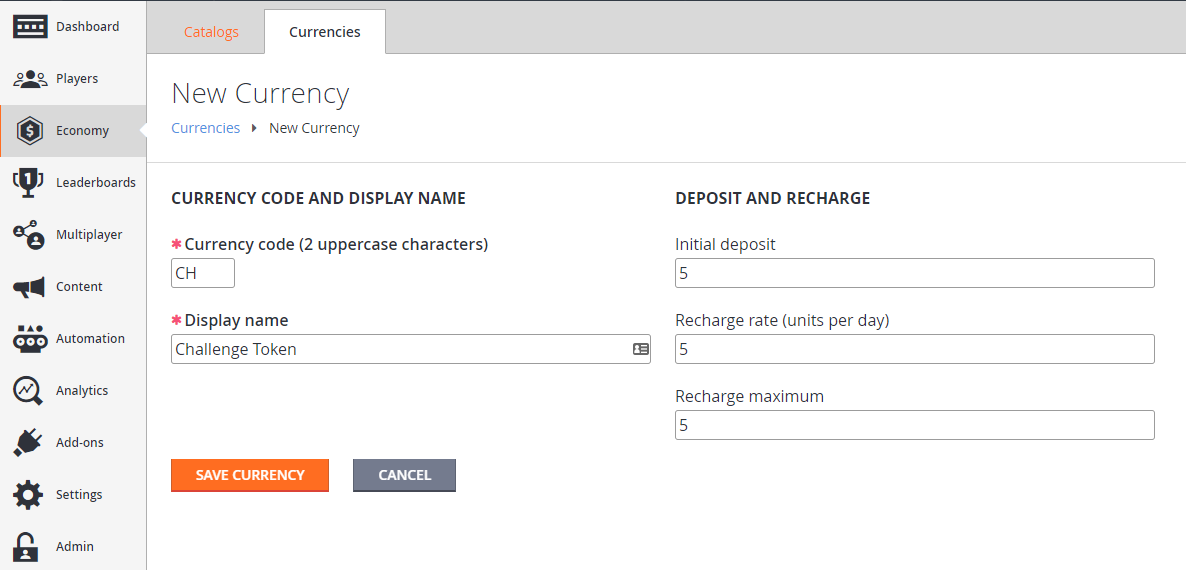 Dashboard
Players
Economy
Leaderboards
Multiplayer
Content
Automation
Analytics
Add-ons
Settings
Admin
Catalogs
Currencies
New Currency
Currencies New Currency
CURRENCY CODE AND DISPLAY NAME
* Currency code (2 uppercase characters)
CH
* Display name
Challenge Token
DEPOSIT AND RECHARGE
Initial deposit
5
Recharge rate (units per day)
5
Recharge maximum
5
SAVE CURRENCY
CANCEL